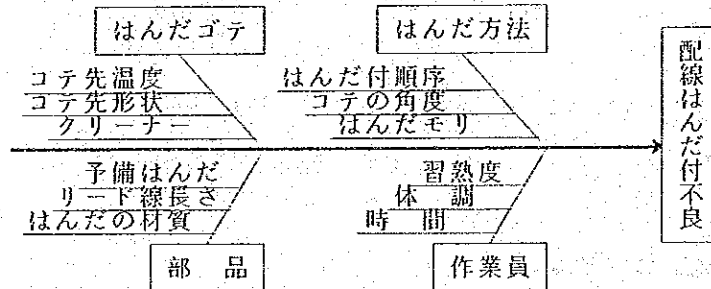 はんだゴテ
はんだ方法
コテ先温度
コテ先形状
クリーナー
はんだ付順序
コテの角度
はんだモリ
配線はんだ付不良
予備はんだ
リード線長さ
はんだの材質
習熟度
体 調
時 間
部 品
作業員